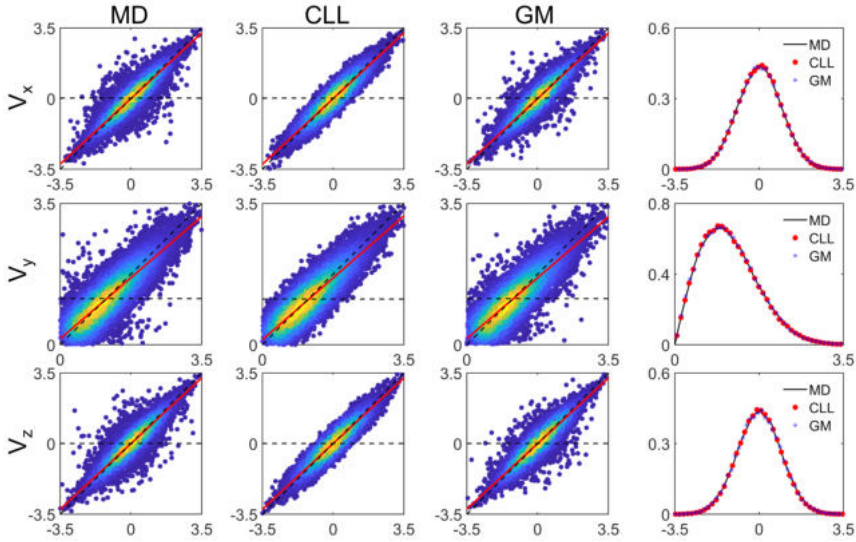 MD CLL GM
3.5 3.5 3.5 0.6
MD
CLL
GM
V_x 0 0 0 0.3
-3.5 -3.5 -3.5 0
-3.5 0 3.5 -3.5 0 3.5 -3.5 0 3.5 -3.5 0 3.5
3.5 3.5 3.5 0.8
MD
CLL
GM
V_y 0.4
0 0 0 0
0 3.5 0 3.5 0 3.5 0 3.5
3.5 3.5 3.5 0.6
MD
CLL
GM
V_z 0 0 0 0.3
-3.5 -3.5 -3.5 0
-3.5 0 3.5 -3.5 0 3.5 -3.5 0 3.5 -3.5 0 3.5